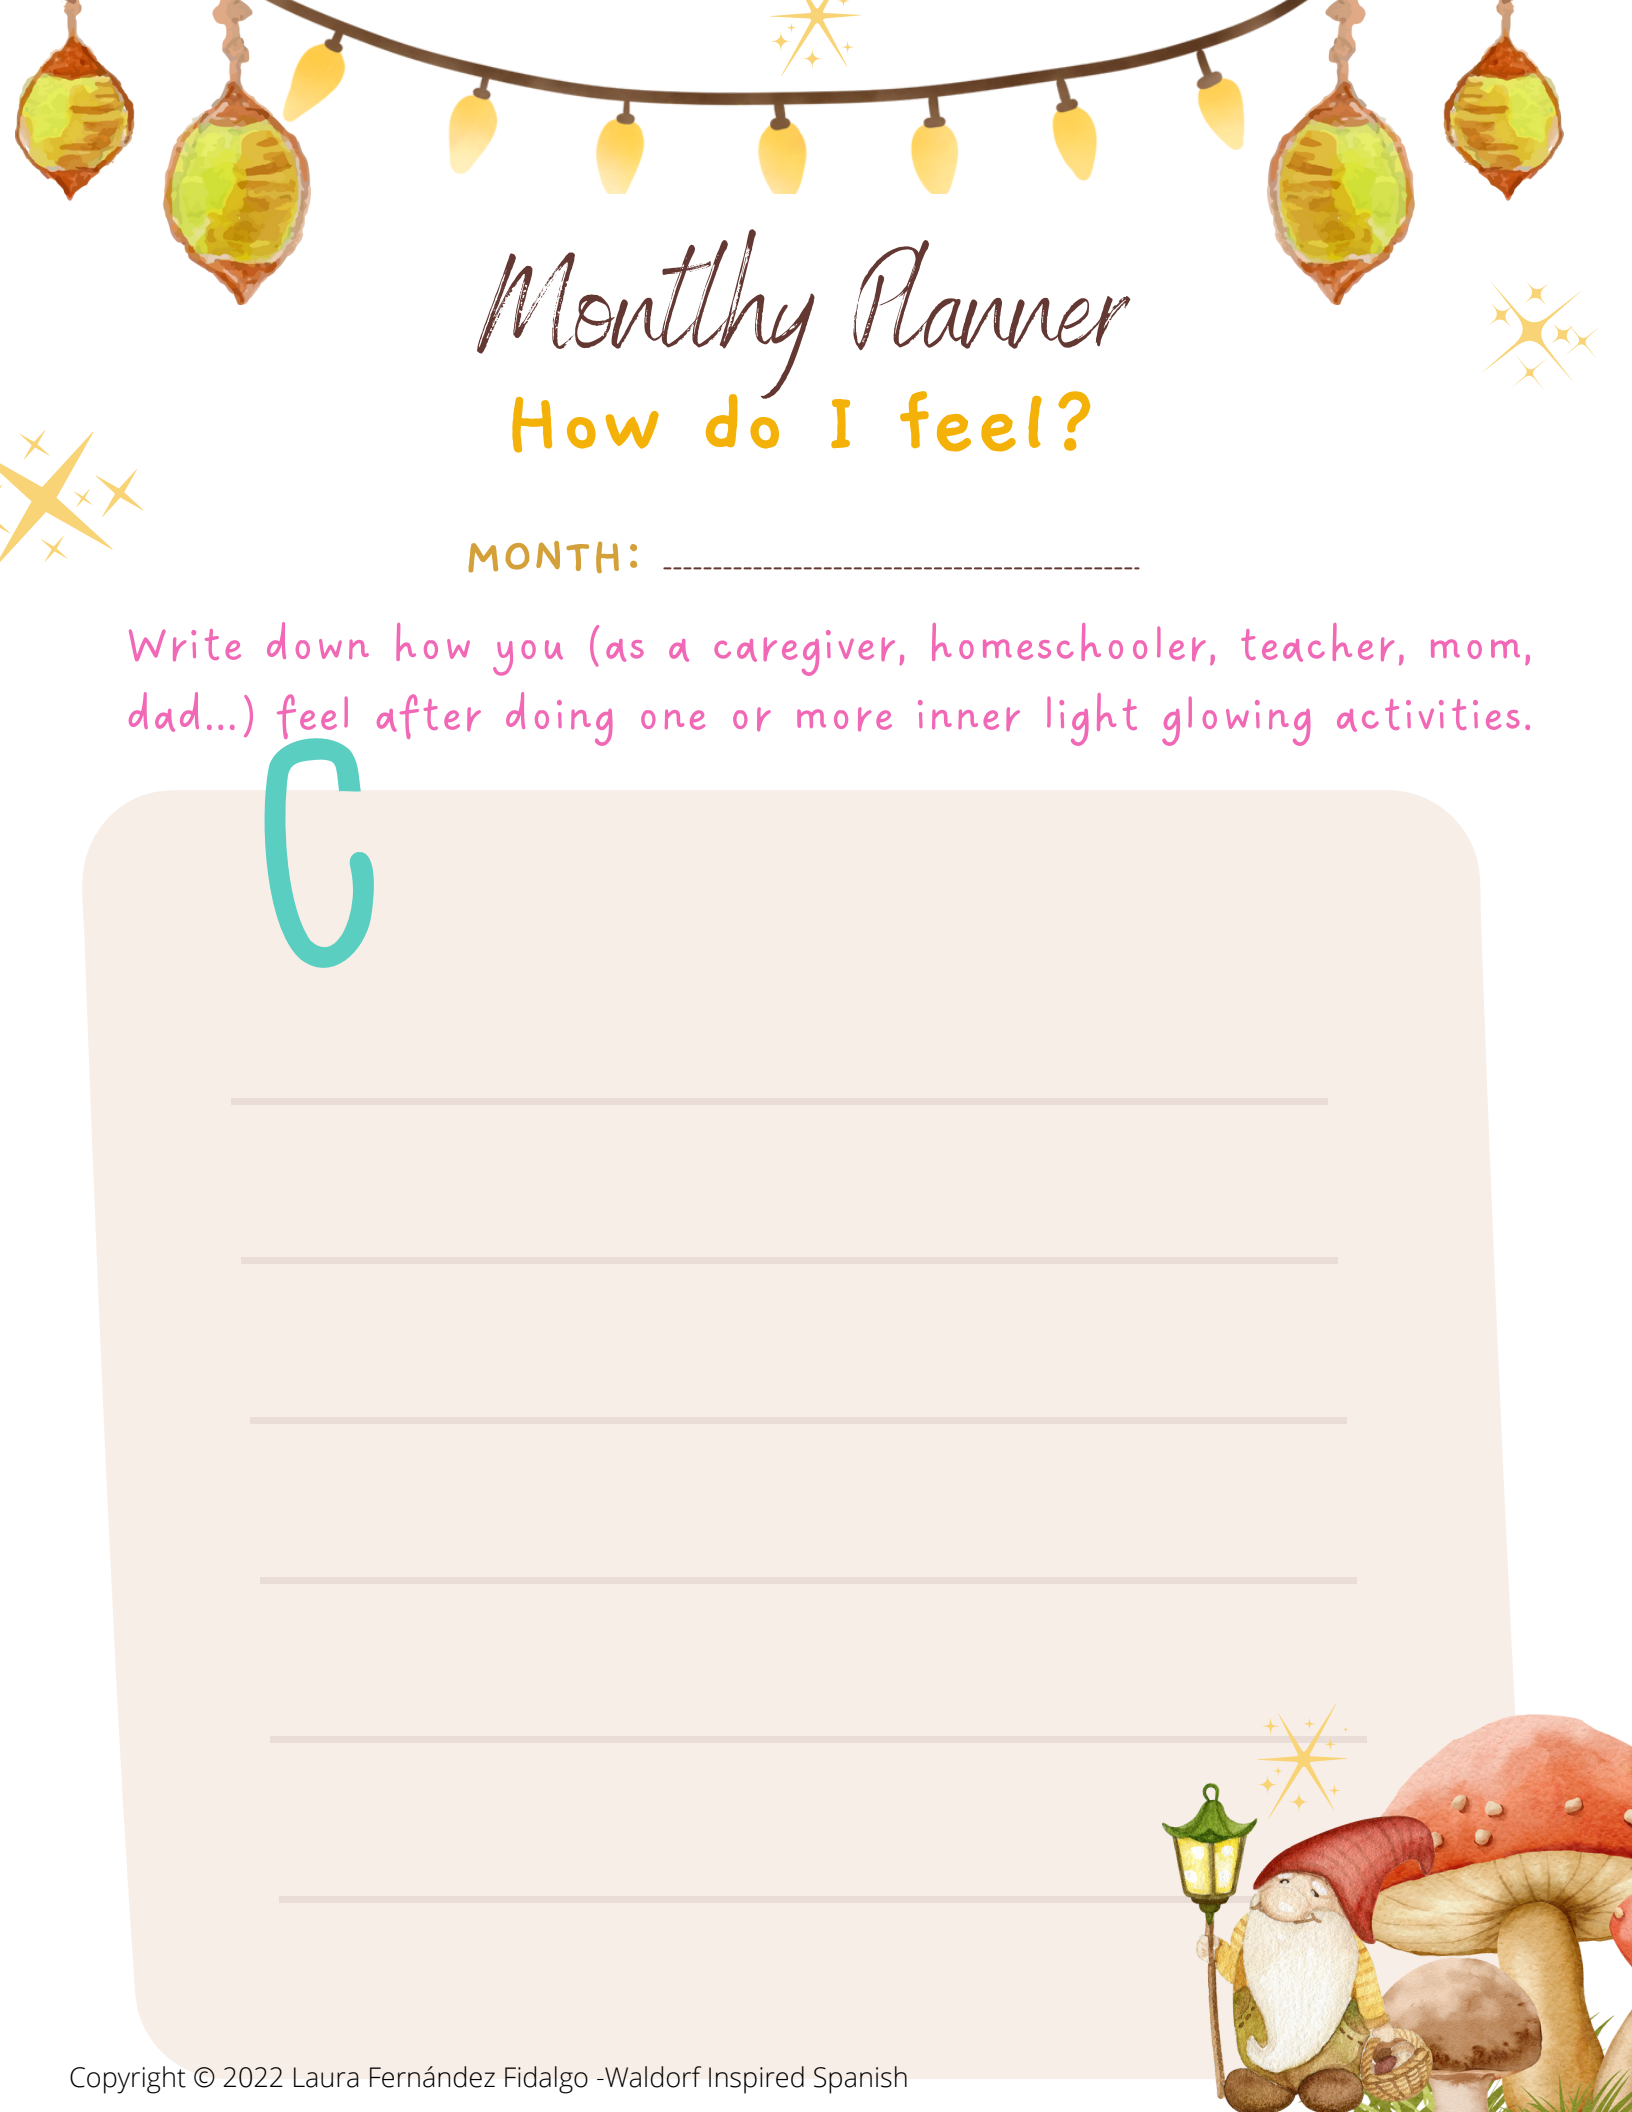 Montlhy Planner
How do I feel?
MONTH:
Write down how you (as a caregiver, homeschooler, teacher, mom,
dad...) feel after doing one or more inner light glowing activities.
Copyright © 2022 Laura Fernández Fidalgo -Waldorf Inspired Spanish